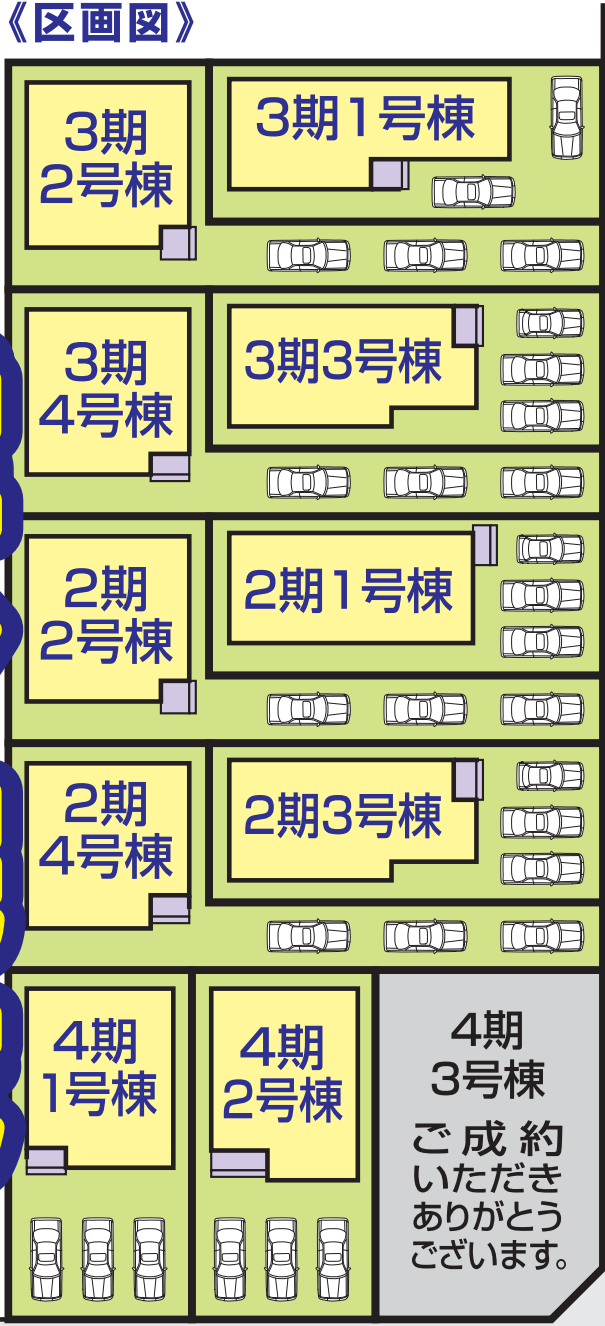 《区画図》
3期
2号棟
3期1号棟
3期
4号棟
3期3号棟
2期
2号棟
2期1号棟
2期
4号棟
2期3号棟
4期
1号棟
4期
2号棟
4期
3号棟
ご成約
いただき
ありがとう
ございます。